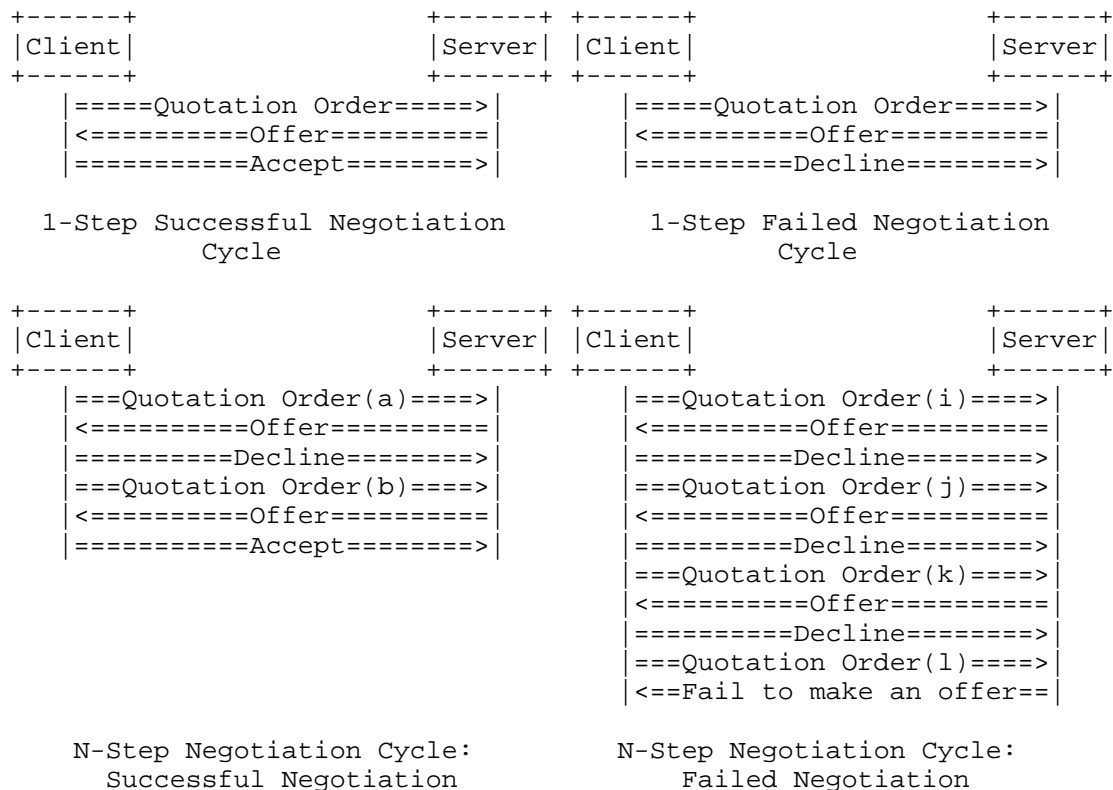 +------+                   +------+ +------+                   +------+
|Client|                   |Server| |Client|                   |Server|
+------+                   +------+ +------+                   +------+
   |=====Quotation Order=====>|        |=====Quotation Order=====>|
   |<==========Offer==========|        |<==========Offer==========|
   |===========Accept========>|        |==========Decline========>|
  1-Step Successful Negotiation         1-Step Failed Negotiation
            Cycle                               Cycle
+------+                   +------+ +------+                   +------+
|Client|                   |Server| |Client|                   |Server|
+------+                   +------+ +------+                   +------+
   |===Quotation Order(a)====>|        |===Quotation Order(i)====>|
   |<==========Offer==========|        |<==========Offer==========|
   |==========Decline========>|        |==========Decline========>|
   |===Quotation Order(b)====>|        |===Quotation Order(j)====>|
   |<==========Offer==========|        |<==========Offer==========|
   |===========Accept========>|        |==========Decline========>|
                                       |===Quotation Order(k)====>|
                                       |<==========Offer==========|
                                       |==========Decline========>|
                                       |===Quotation Order(l)====>|
                                       |<==Fail to make an offer==|
    N-Step Negotiation Cycle:         N-Step Negotiation Cycle:
      Successful Negotiation              Failed Negotiation